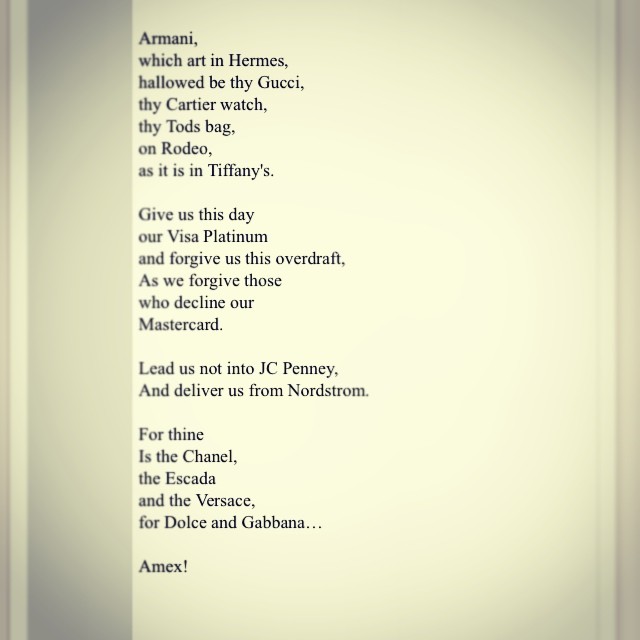 Armani,
which art in Hermes,
hallowed be thy Gucci,
thy Cartier watch,
thy Tods bag,
on Rodeo,
as it is in Tiffany's.
Give us this day
our Visa Platinum
and forgive us this overdraft,
As we forgive those
who decline our
Mastercard.
Lead us not into JC Penney,
And deliver us from Nordstrom.
For thine
Is the Chanel,
the Escada
and the Versace,
for Dolce and Gabbana…
Amex!